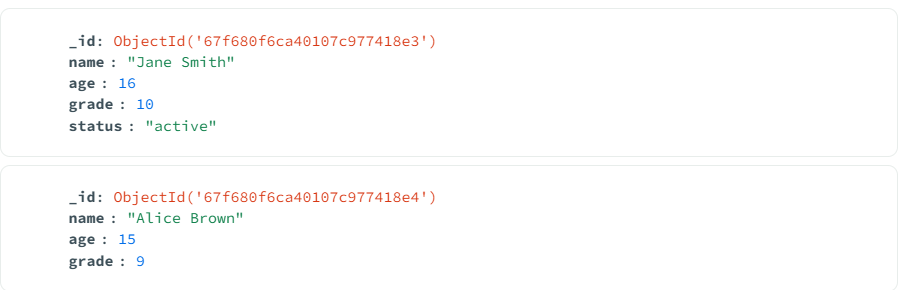 _id: ObjectId('67f680f6ca40107c977418e3')
name : "Jane Smith"
age : 16
grade : 10
status : "active"
_id: ObjectId('67f680f6ca40107c977418e4')
name : "Alice Brown"
age : 15
grade : 9